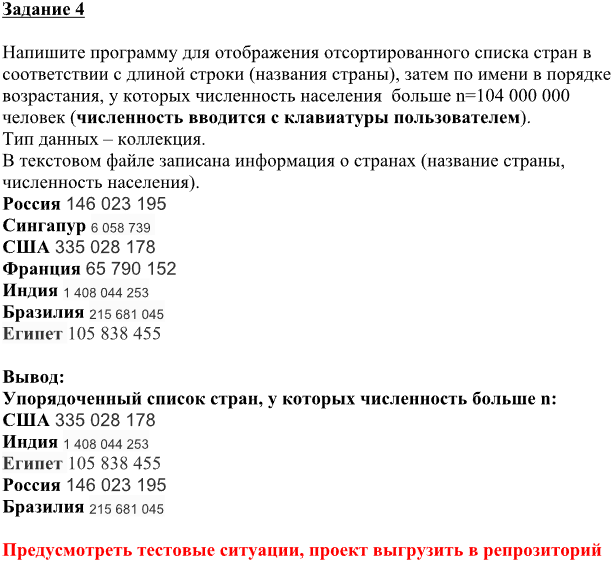 Задание 4
Напишите программу для отображения отсортированного списка стран в
соответствии с длиной строки (названия страны), затем по имени в порядке
возрастания, у которых численность населения больше n=104 000 000
человек (численность вводится с клавиатуры пользователем).
Тип данных – коллекция.
В текстовом файле записана информация о странах (название страны,
численность населения).
Россия 146 023 195
Сингапур 6 058 739
США 335 028 178
Франция 65 790 152
Индия 1 408 044 253
Бразилия 215 681 045
Египет 105 838 455
Вывод:
Упорядоченный список стран, у которых численность больше n:
США 335 028 178
Индия 1 408 044 253
Египет 105 838 455
Россия 146 023 195
Бразилия 215 681 045
Предусмотреть тестовые ситуации, проект выгрузить в репрозиторий